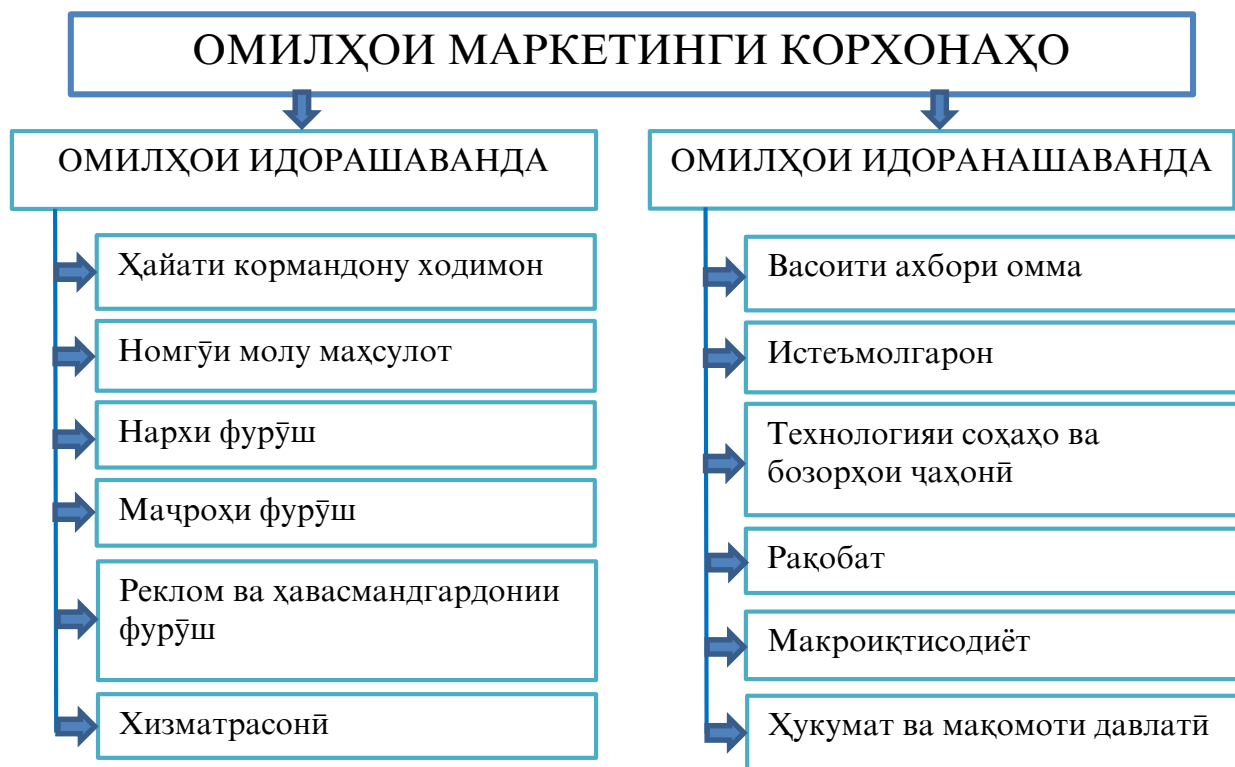 ОМИЛҲОИ МАРКЕТИНГИ КОРХОНАҲО
ОМИЛҲОИ ИДОРАШАВАНДА
Ҳайати кормандону ходимон
Номгӯи молу маҳсулот
Нархи фурӯш
Маҷроҳи фурӯш
Реклом ва ҳавасмандгардонии
фурӯш
Хизматрасонӣ
ОМИЛҲОИ ИДОРАНАШАВАНДА
Васоити ахбори омма
Истеъмолгарон
Технологияи соҳаҳо ва
бозорҳои ҷаҳонӣ
Рақобат
Макроиқтисодиёт
Ҳукумат ва мақомоти давлатӣ